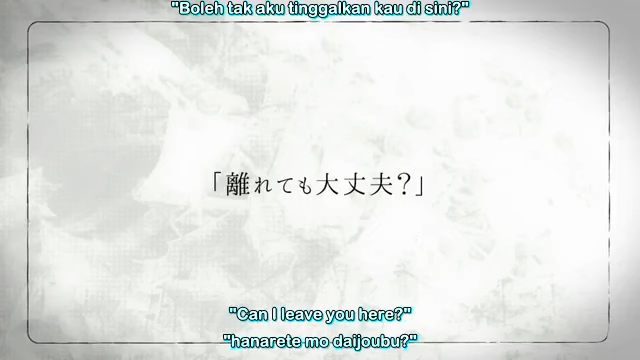 "Boleh tak aku tinggalkan kau di sini?"
「離れても大丈夫？」
"Can I leave you here?"
"hanarete mo daijoubu?"